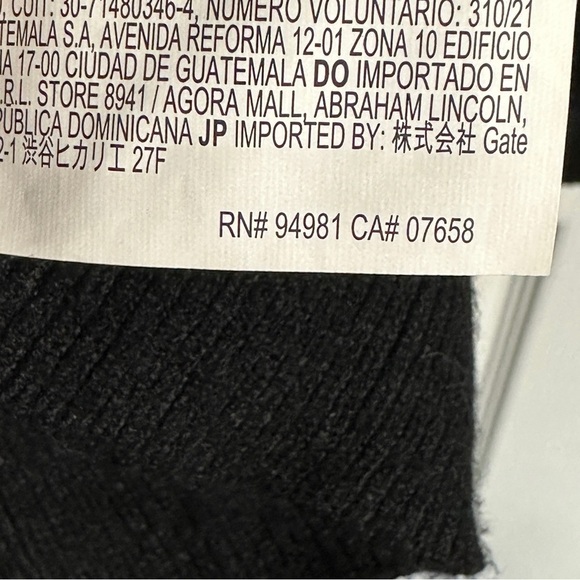 CUIT: 30-71480346-4, NÚMERO VOLUNTARIO: 310/21
TEMALA S.A, AVENIDA REFORMA 12-01 ZONA 10 EDIFICIO
17-00 CIUDAD DE GUATEMALA DO IMPORTADO EN
.R.L. STORE 8941 / AGORA MALL, ABRAHAM LINCOLN,
PÚBLICA DOMINICANA JP IMPORTED BY: 株式会社 Gate
2-1 渋谷ヒカリエ 27F
RN# 94981 CA# 07658